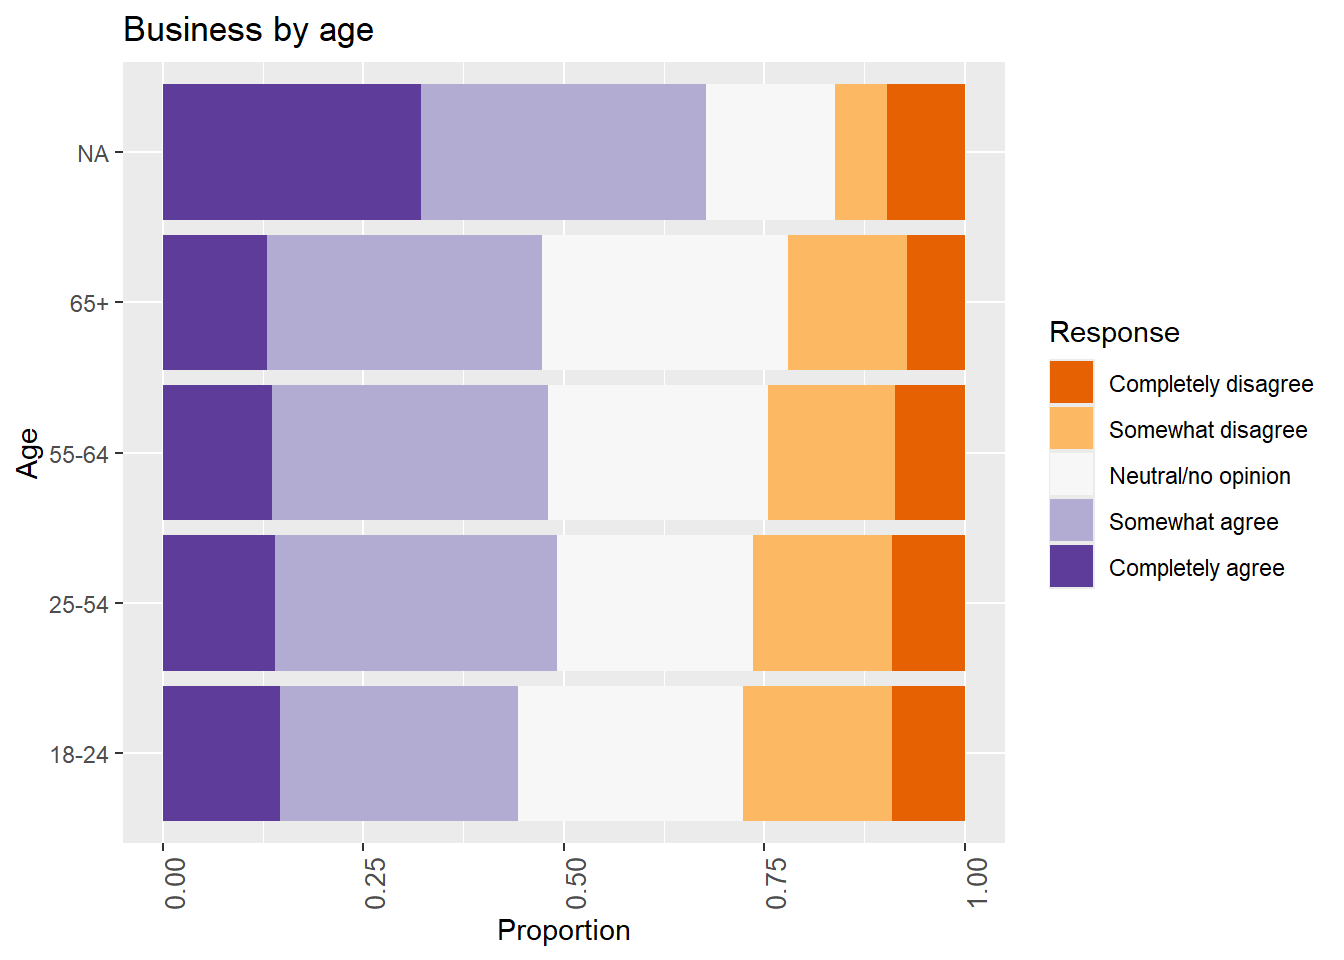 Business by age
NA
65+
55-64
25-54
18-24
Age
0.00
0.25
0.50
0.75
1.00
Proportion
Response
Completely disagree
Somewhat disagree
Neutral/no opinion
Somewhat agree
Completely agree